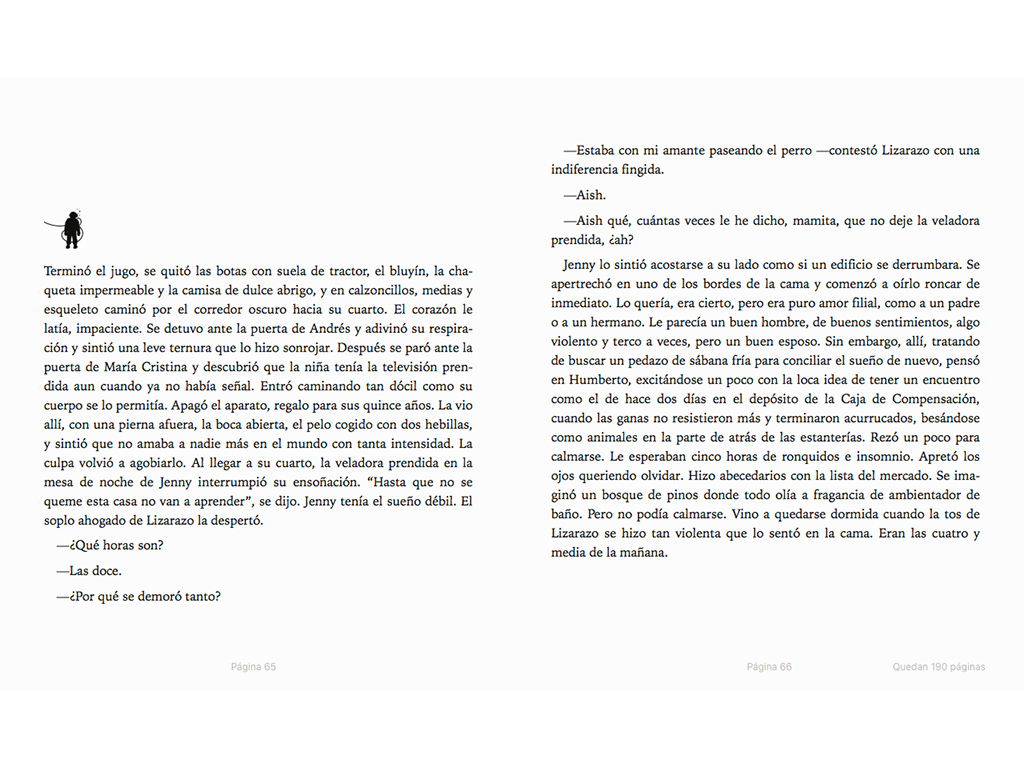 Terminó el jugo, se quitó las botas con suela de tractor, el bluyín, la cha-
queta impermeable y la camisa de dulce abrigo, y en calzoncillos, medias y
esqueleto caminó por el corredor oscuro hacia su cuarto. El corazón le
latía, impaciente. Se detuvo ante la puerta de Andrés y adivinó su respira-
ción y sintió una leve ternura que lo hizo sonrojar. Después se paró ante la
puerta de María Cristina y descubrió que la niña tenía la televisión pren-
dida aun cuando ya no había señal. Entró caminando tan dócil como su
cuerpo se lo permitía. Apagó el aparato, regalo para sus quince años. La vio
allí, con una pierna afuera, la boca abierta, el pelo cogido con dos hebillas,
y sintió que no amaba a nadie más en el mundo con tanta intensidad. La
culpa volvió a agobiarlo. Al llegar a su cuarto, la veladora prendida en la
mesa de noche de Jenny interrumpió su ensoñación. “Hasta que no se
queme esta casa no van a aprender”, se dijo. Jenny tenía el sueño débil. El
soplo ahogado de Lizarazo la despertó.
—¿Qué horas son?
—Las doce.
—¿Por qué se demoró tanto?
Página 65
—Estaba con mi amante paseando el perro —contestó Lizarazo con una
indiferencia fingida.
—Aish.
—Aish qué, cuántas veces le he dicho, mamita, que no deje la veladora
prendida, ¿ah?
Jenny lo sintió acostarse a su lado como si un edificio se derrumbara. Se
apertrechó en uno de los bordes de la cama y comenzó a oírlo roncar de
inmediato. Lo quería, era cierto, pero era puro amor filial, como a un padre
o a un hermano. Le parecía un buen hombre, de buenos sentimientos, algo
violento y terco a veces, pero un buen esposo. Sin embargo, allí, tratando
de buscar un pedazo de sábana fría para conciliar el sueño de nuevo, pensó
en Humberto, excitándose un poco con la loca idea de tener un encuentro
como el de hace dos días en el depósito de la Caja de Compensación,
cuando las ganas no resistieron más y terminaron acurrucados, besándose
como animales en la parte de atrás de las estanterías. Rezó un poco para
calmarse. Le esperaban cinco horas de ronquidos e insomnio. Apretó los
ojos queriendo olvidar. Hizo abecedarios con la lista del mercado. Se ima-
ginó un bosque de pinos donde todo olía a fragancia de ambientador de
baño. Pero no podía calmarse. Vino a quedarse dormida cuando la tos de
Lizarazo se hizo tan violenta que lo sentó en la cama. Eran las cuatro y
media de la mañana.
Página 66
Quedan 190 páginas